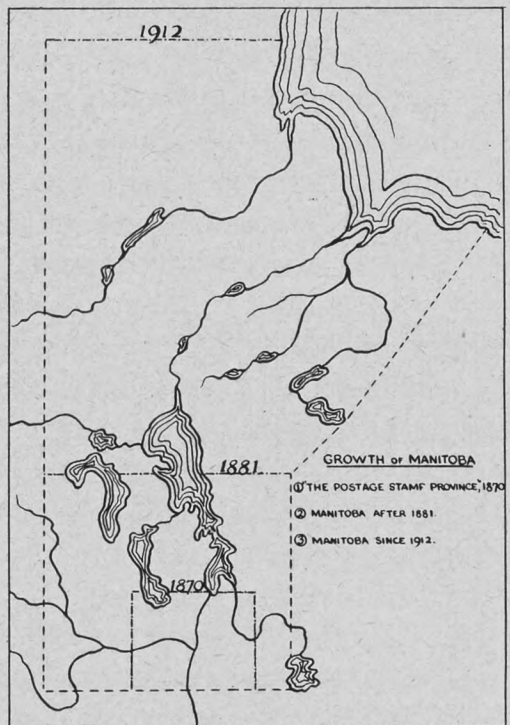 1912
1881
GROWTH OF MANITOBA
① "THE POSTAGE STAMP PROVINCE," 1870
② MANITOBA AFTER 1881.
③ MANITOBA SINCE 1912.
1870